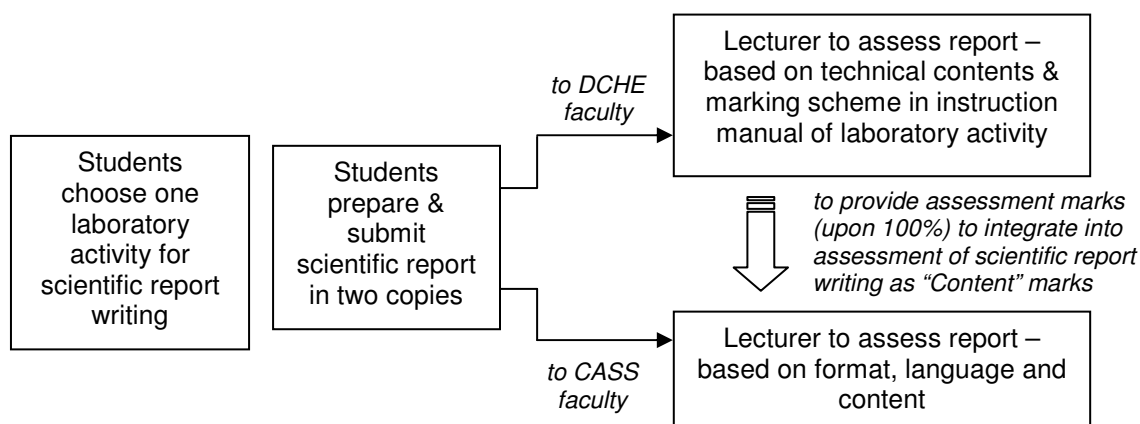 Students
choose one
laboratory
activity for
scientific report
writing
Students
prepare &
submit
scientific report
in two copies
to DCHE
faculty
Lecturer to assess report –
based on technical contents &
marking scheme in instruction
manual of laboratory activity
to provide assessment marks
(upon 100%) to integrate into
assessment of scientific report
writing as “Content” marks
to CASS
faculty
Lecturer to assess report –
based on format, language and
content